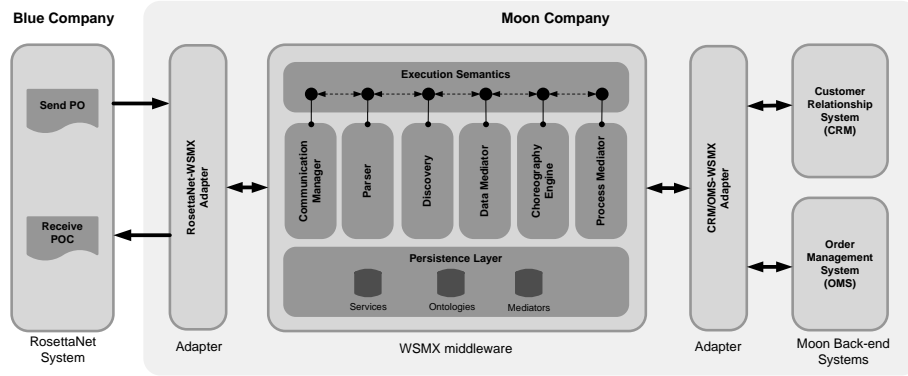 Blue Company
Moon Company
Send PO
Receive
POC
RosettaNet
System
RosettaNet-WSMX
Adapter
Adapter
Execution Semantics
Communication
Manager
Parser
Discovery
Data Mediator
Choreography
Engine
Process Mediator
Persistence Layer
Services
Ontologies
Mediators
WSMX middleware
CRM/OMS-WSMX
Adapter
Adapter
Customer
Relationship
System
(CRM)
Order
Management
System
(OMS)
Moon Back-end
Systems